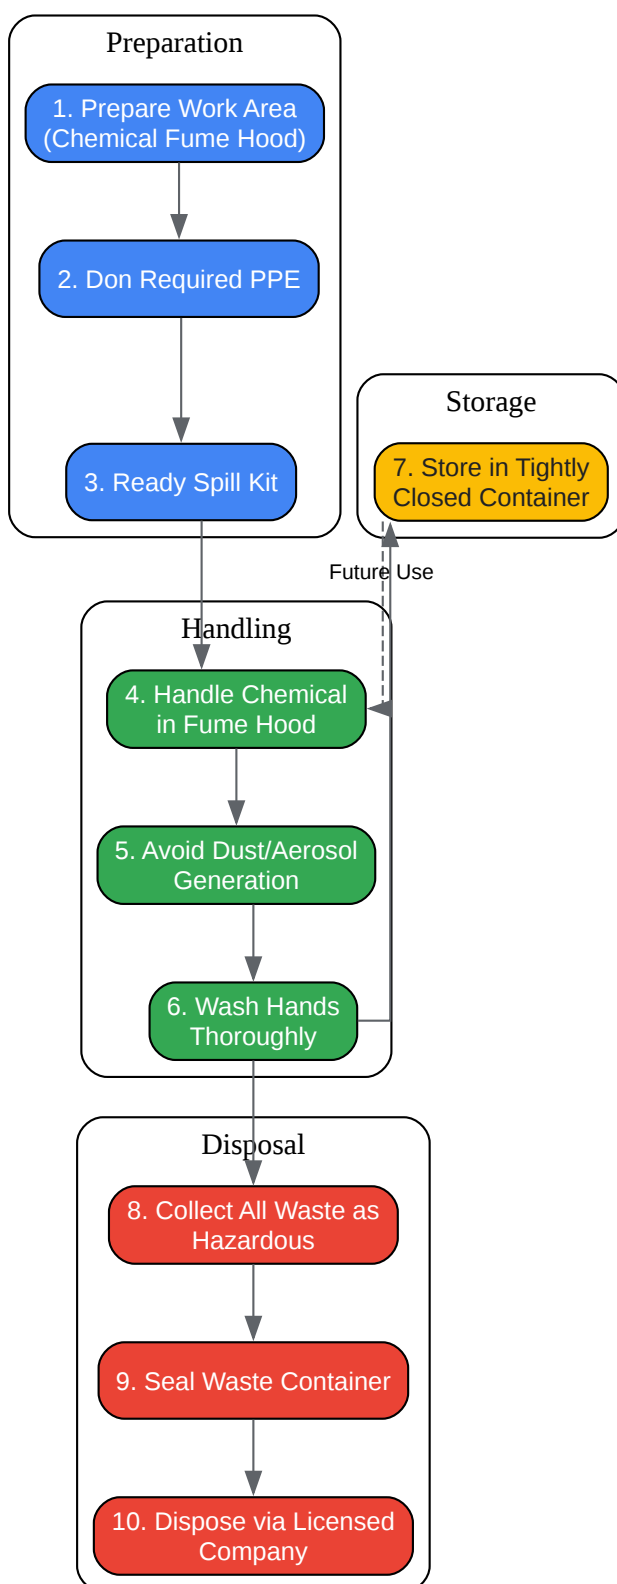 Preparation
1. Prepare Work Area
(Chemical Fume Hood)
2. Don Required PPE
3. Ready Spill Kit
Storage
7. Store in Tightly
Closed Container
Future Use
Handling
4. Handle Chemical
in Fume Hood
5. Avoid Dust/Aerosol
Generation
6. Wash Hands
Thoroughly
Disposal
8. Collect All Waste as
Hazardous
9. Seal Waste Container
10. Dispose via Licensed
Company